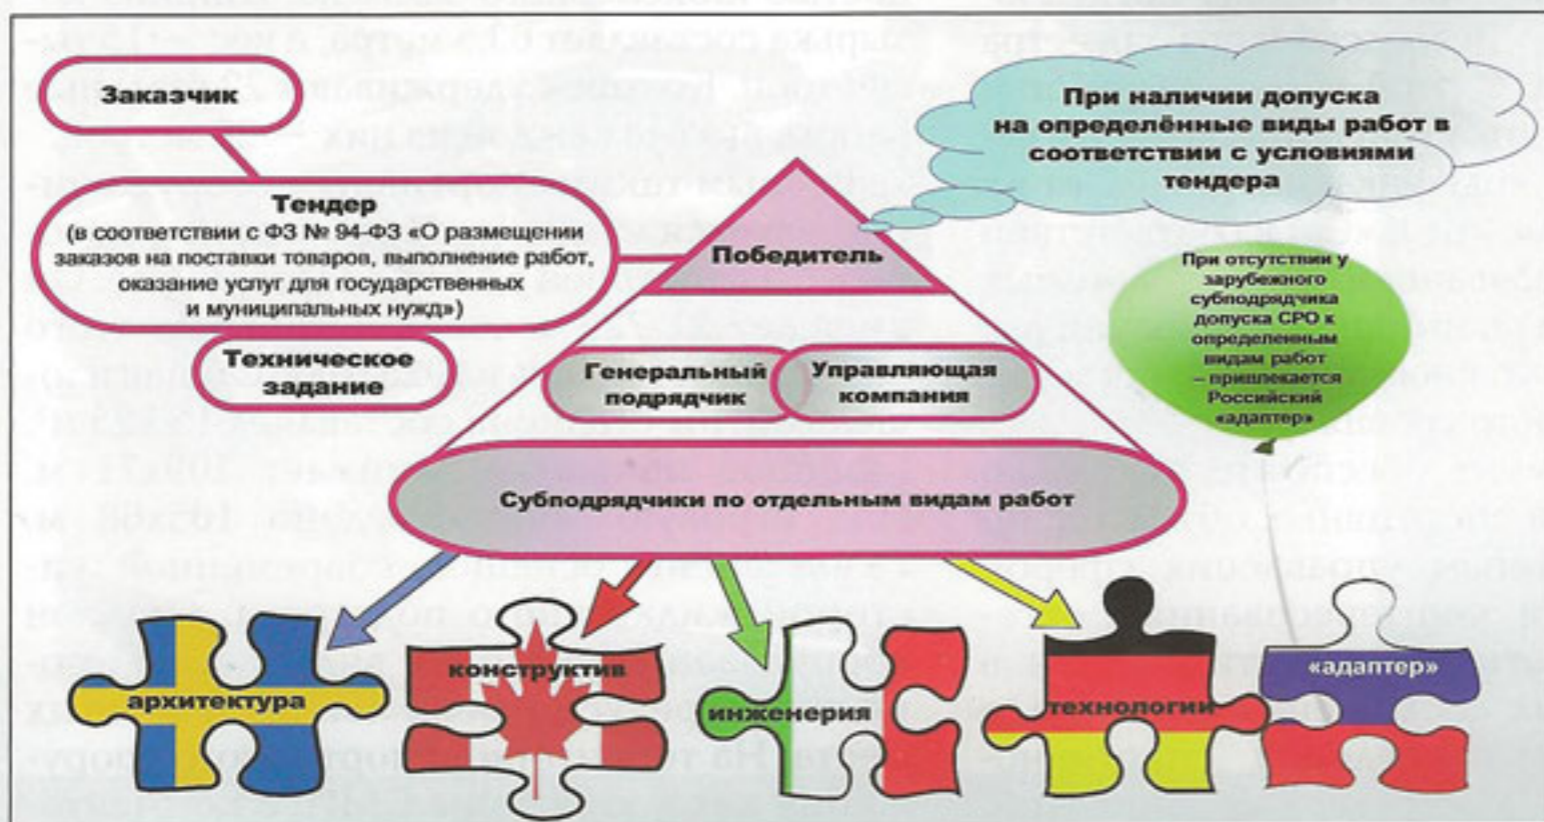 Заказчик
Тендер
(в соответствии с ФЗ № 94-ФЗ «О размещении
заказов на поставки товаров, выполнение работ,
оказание услуг для государственных
и муниципальных нужд»)
Техническое
задание
При наличии допуска
на определённые виды работ в
соответствии с условиями
тендера
Победитель
При отсутствии у
зарубежного
субподрядчика
допуска СРО к
определенным
видам работ
– привлекается
Российский
«адаптер»
Генеральный
подрядчик
Управляющая
компания
Субподрядчики по отдельным видам работ
архитектура
конструктив
инженерия
технологии
«адаптер»